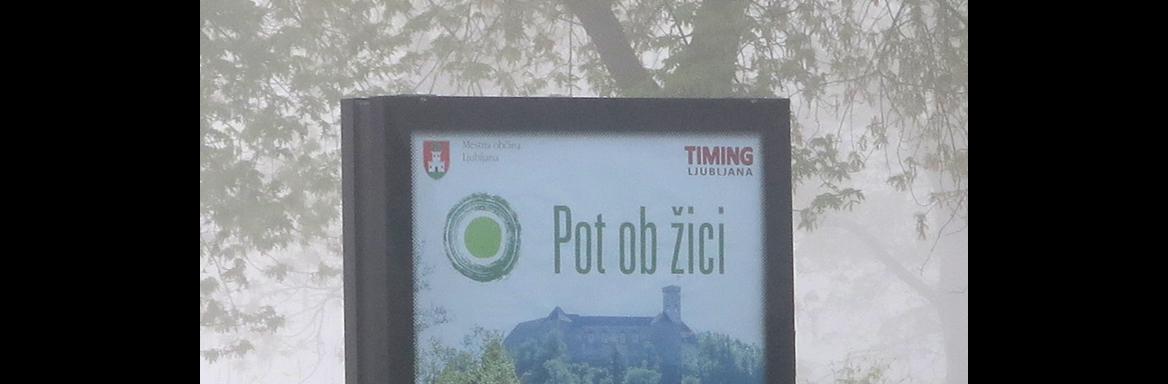 Mestna občina
Ljubljana
TIMING
LJUBLJANA
Pot ob žici